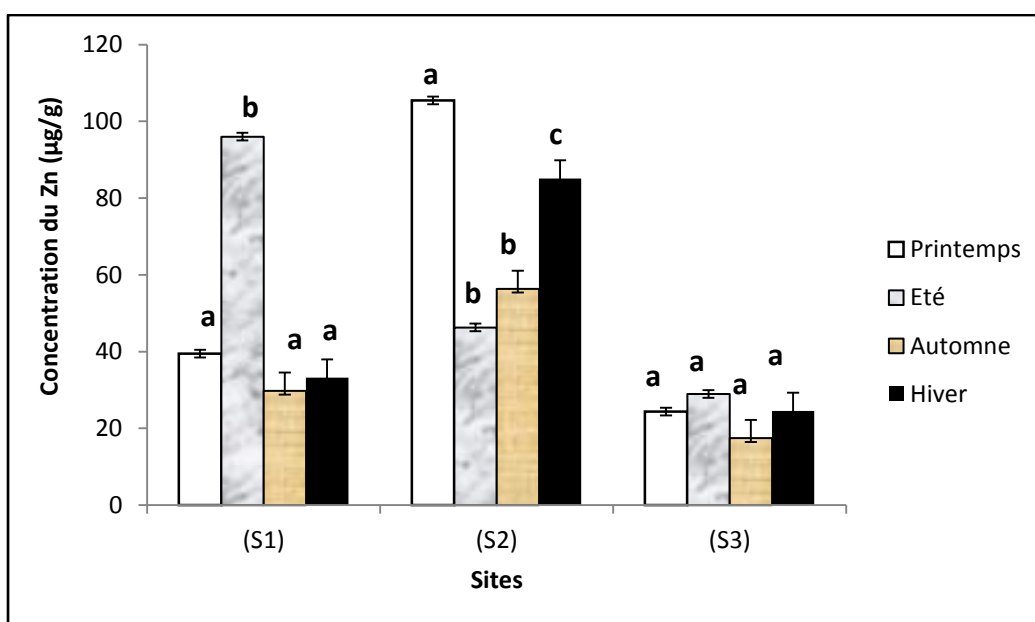 Concentration du Zn (µg/g)
120
100
80
60
40
20
0
a
b
a
a
a
b
b
c
a
a
a
a
(S1)
(S2)
(S3)
Sites
Printemps
Eté
Automne
Hiver